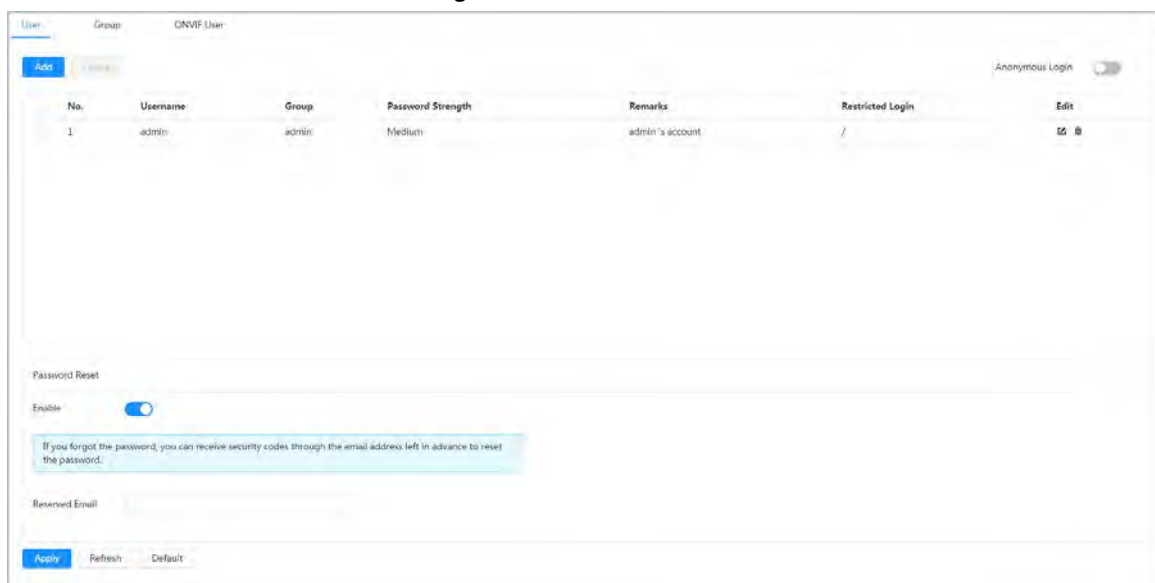 User Group ONVIF User
Add Anonymous Login
No. Username Group Password Strength Remarks Restricted Login Edit
1 admin admin Medium admin 's account /
Password Reset
Enable
If you forgot the password, you can receive security codes through the email address left in advance to reset
the password.
Reserved Email
Apply Refresh Default